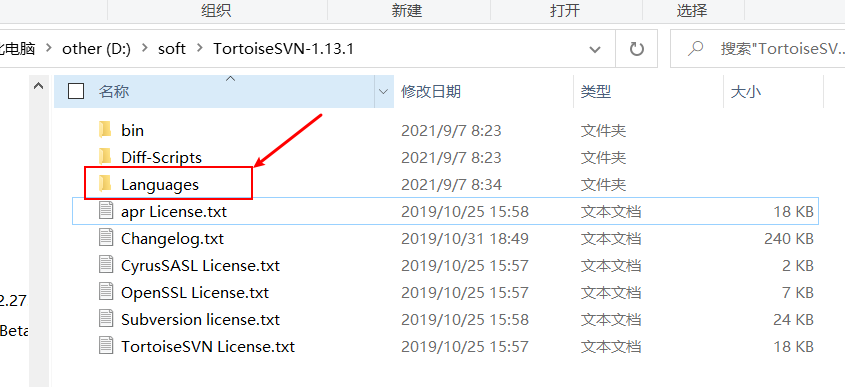 组织 新建 打开 选择
比电脑 other (D:) soft TortoiseSVN-1.13.1 搜索"TortoiseSV...
名称 修改日期 类型 大小
bin 2021/9/7 8:23 文件夹
Diff-Scripts 2021/9/7 8:23 文件夹
Languages 2021/9/7 8:34 文件夹
apr License.txt 2019/10/25 15:58 文本文档 18 KB
Changelog.txt 2019/10/31 18:49 文本文档 240 KB
CyrusSASL License.txt 2019/10/25 15:57 文本文档 2 KB
OpenSSL License.txt 2019/10/25 15:57 文本文档 7 KB
2.27
Subversion license.txt 2019/10/25 15:58 文本文档 24 KB
Beta
TortoiseSVN License.txt 2019/10/25 15:57 文本文档 18 KB